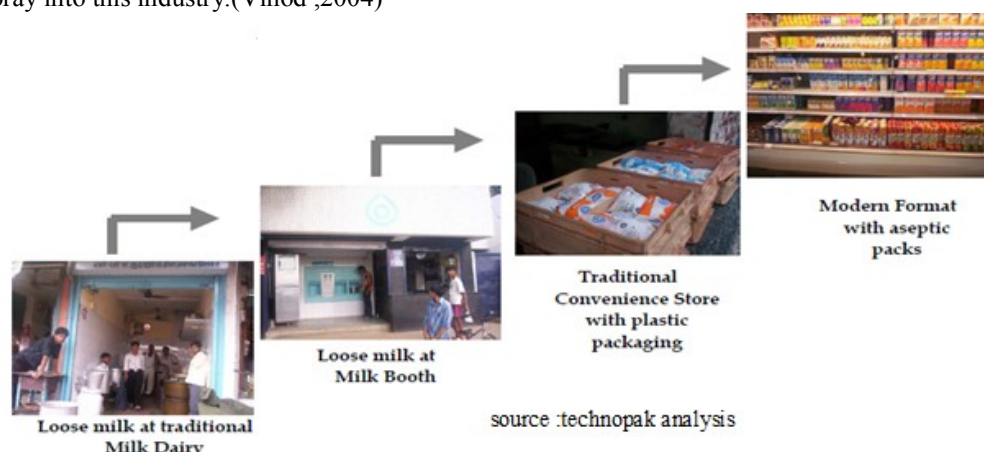 oray into this industry.(Vinod ,2004)
Modern Format
with aseptic
packs
Traditional
Convenience Store
with plastic
packaging
Loose milk at
Milk Booth
source :technopak analysis
Loose milk at traditional
Milk Dairy